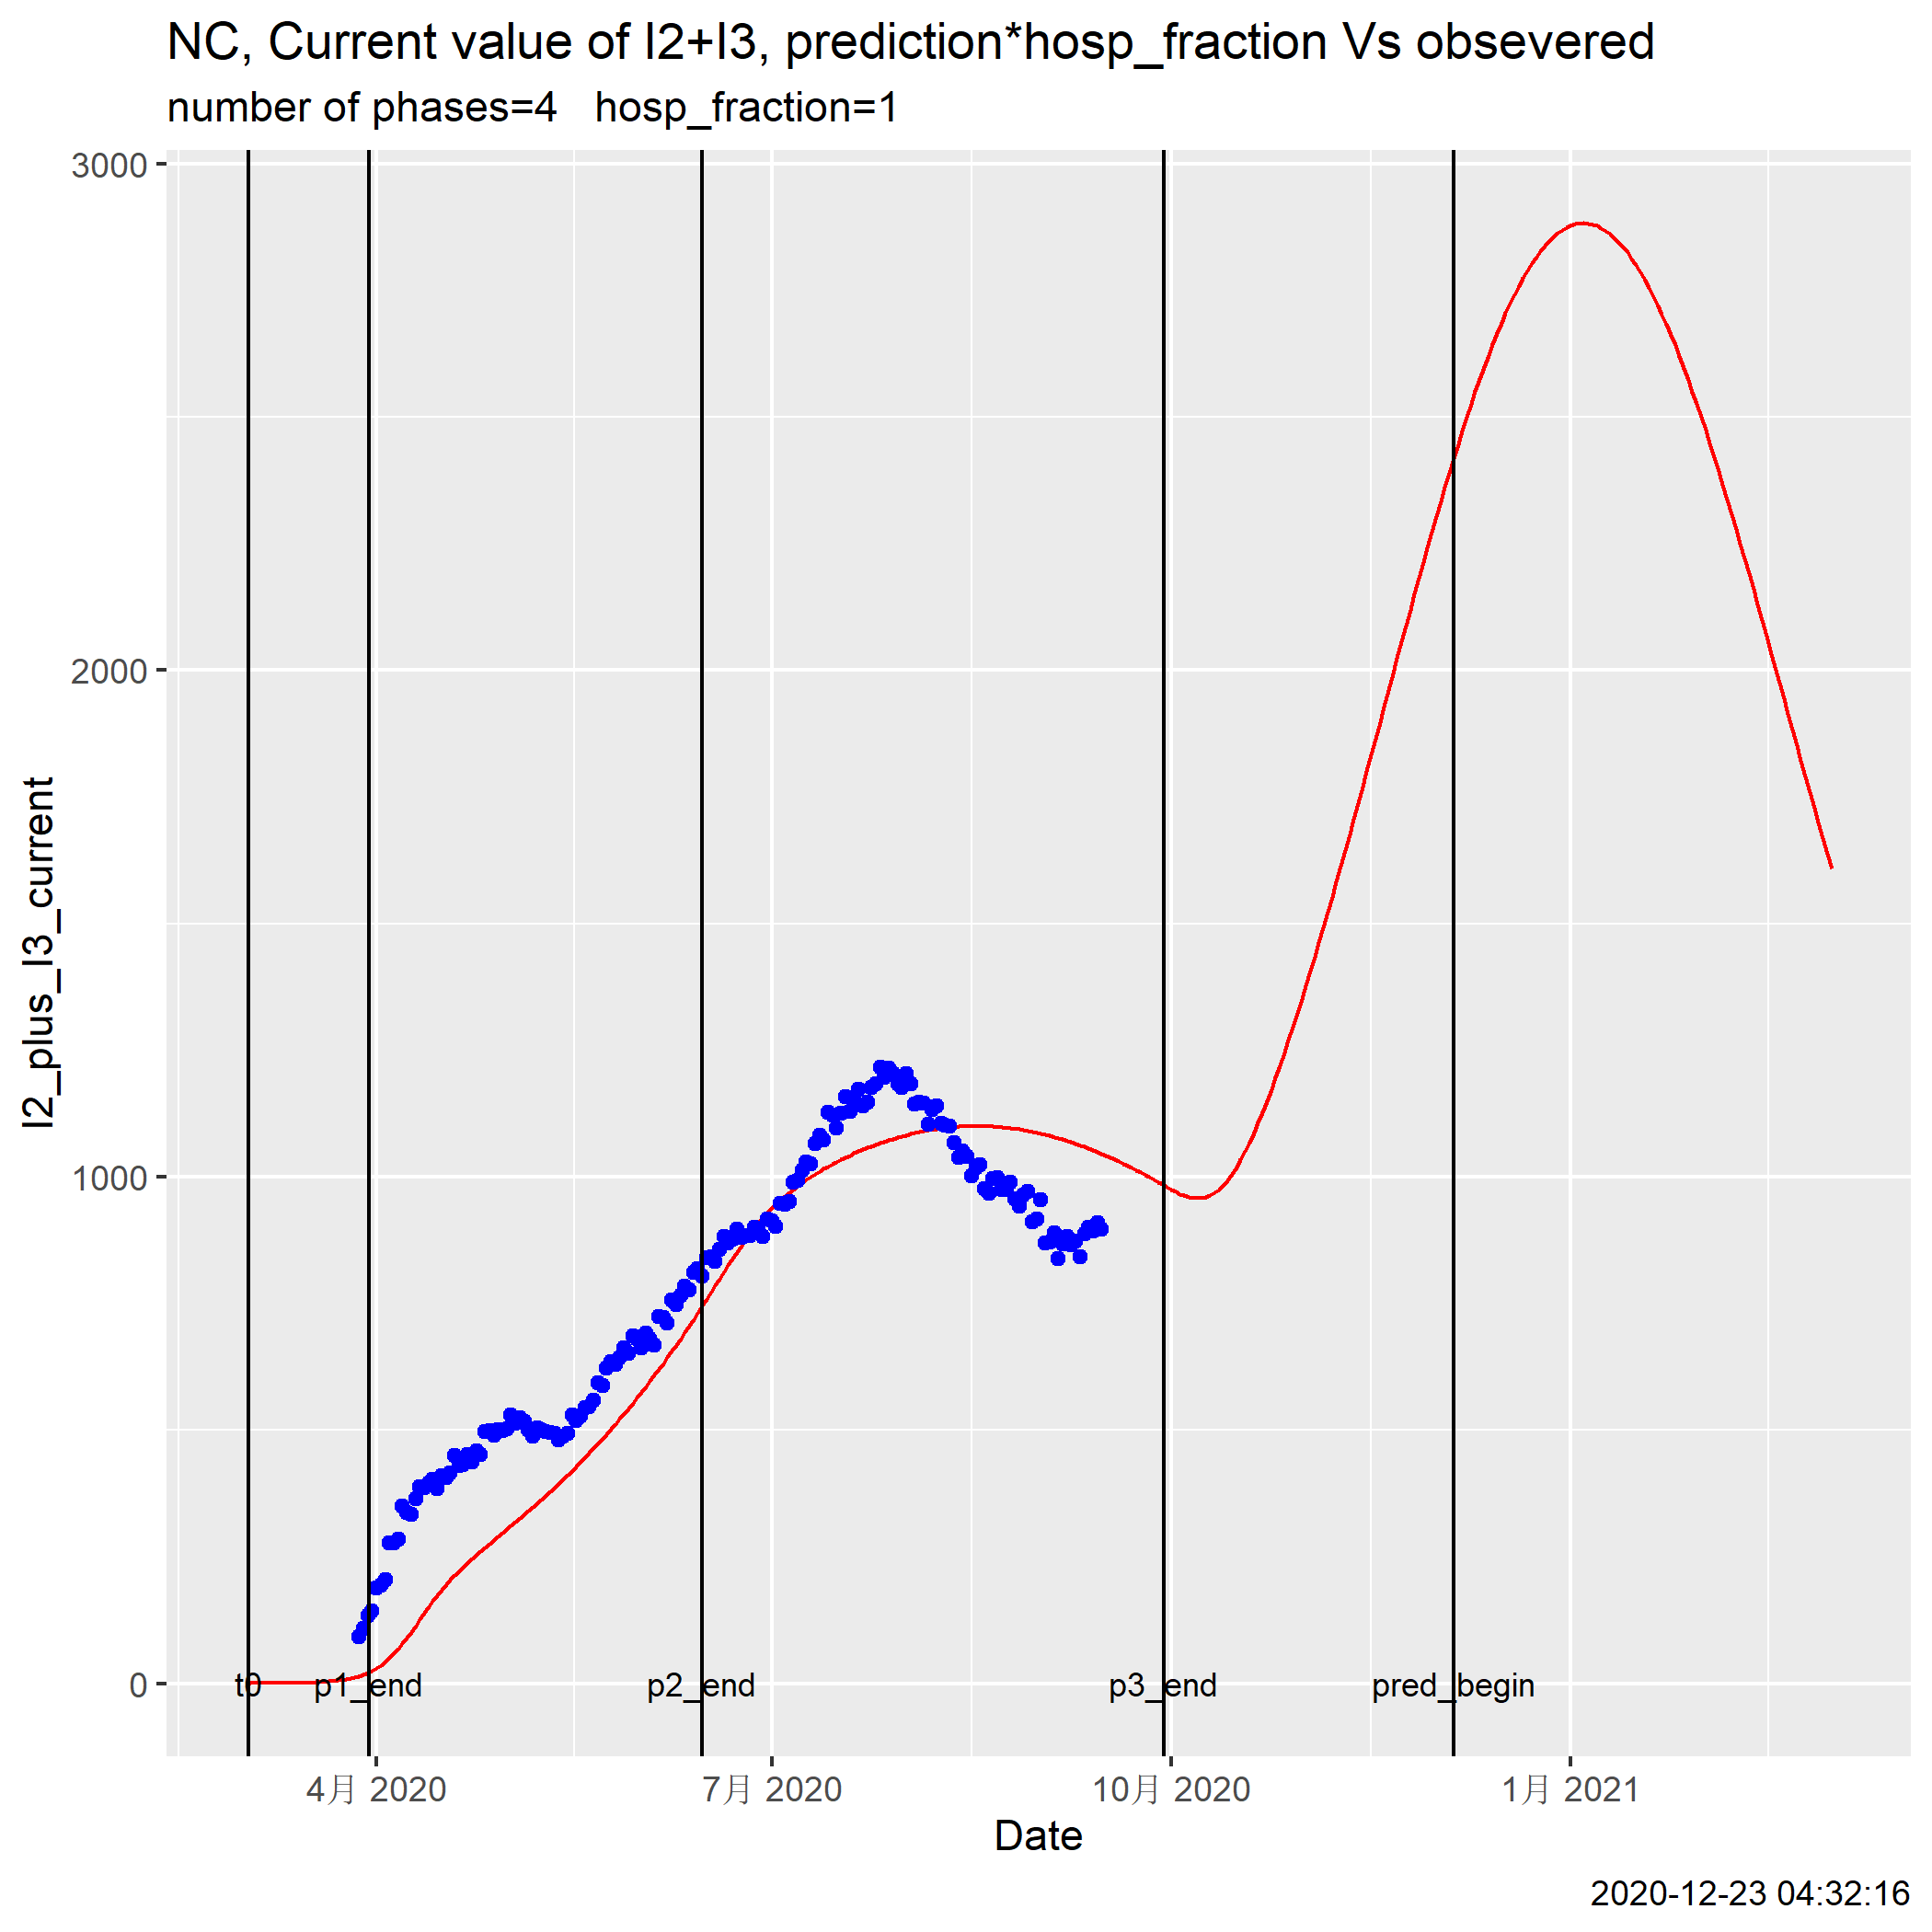 NC, Current value of I2+I3, prediction*hosp_fraction Vs obsevered
number of phases=4   hosp_fraction=1
I2_plus_I3_current
3000
2000
1000
0
t0 p1_end p2_end p3_end pred_begin
4月 2020 7月 2020 10月 2020 1月 2021
Date
2020-12-23 04:32:16